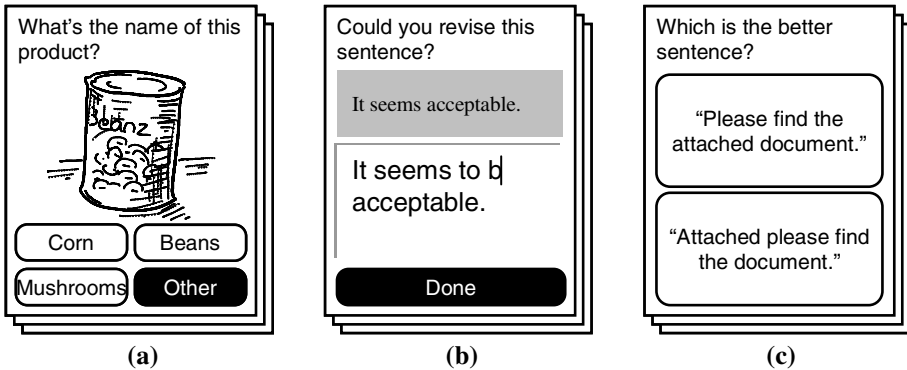 What's the name of this
product?
Beanz
Corn
Beans
Mushrooms
Other
(a)
Could you revise this
sentence?
It seems acceptable.
It seems to b
acceptable.
Done
(b)
Which is the better
sentence?
“Please find the
attached document.”
“Attached please find
the document.”
(c)